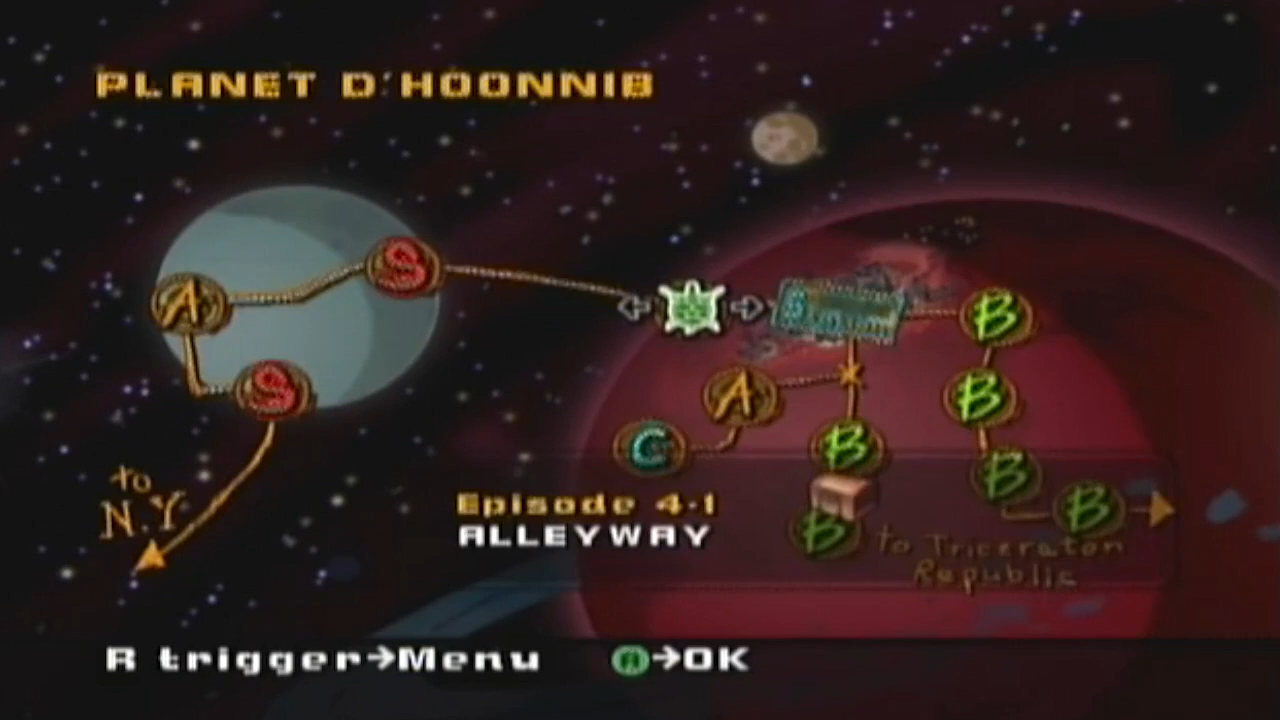 PLANET D'HOONNIB
S
A
S
B
A
B
C
B
B
B
B
to
N.Y.
Episode 4-1
ALLEYWAY
to Triceraton
Republic
R trigger→Menu
A→OK